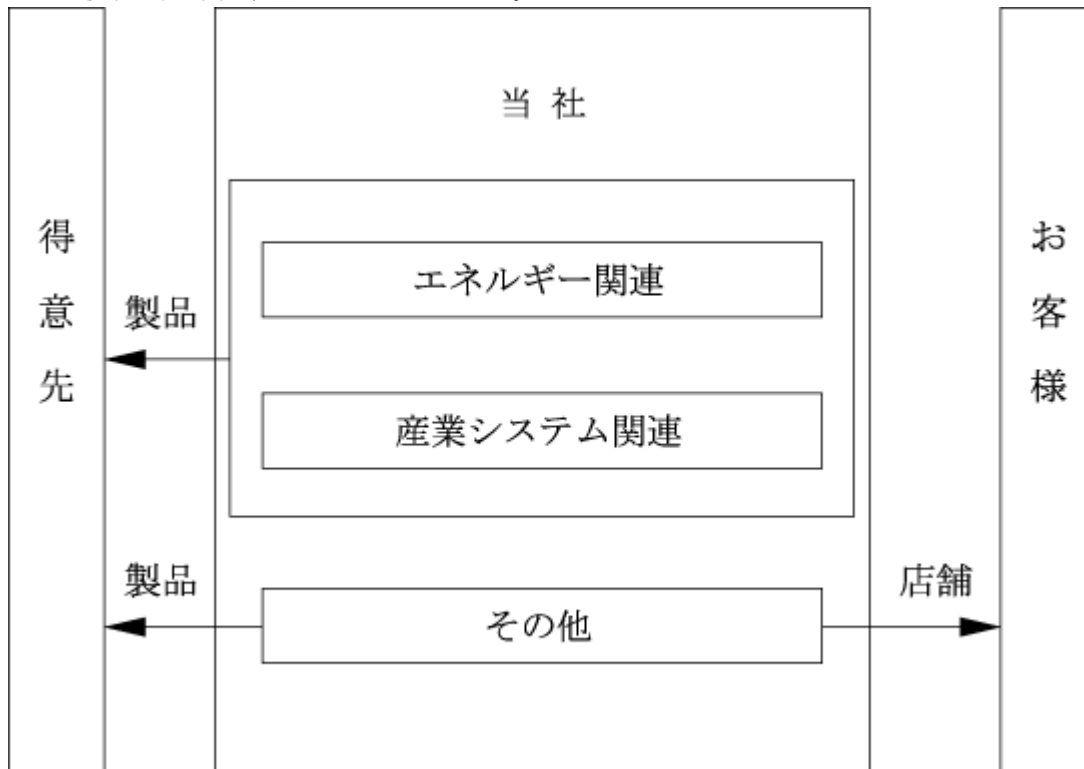 当社
得意先
お客様
エネルギー関連
製品
産業システム関連
製品
その他
店舗